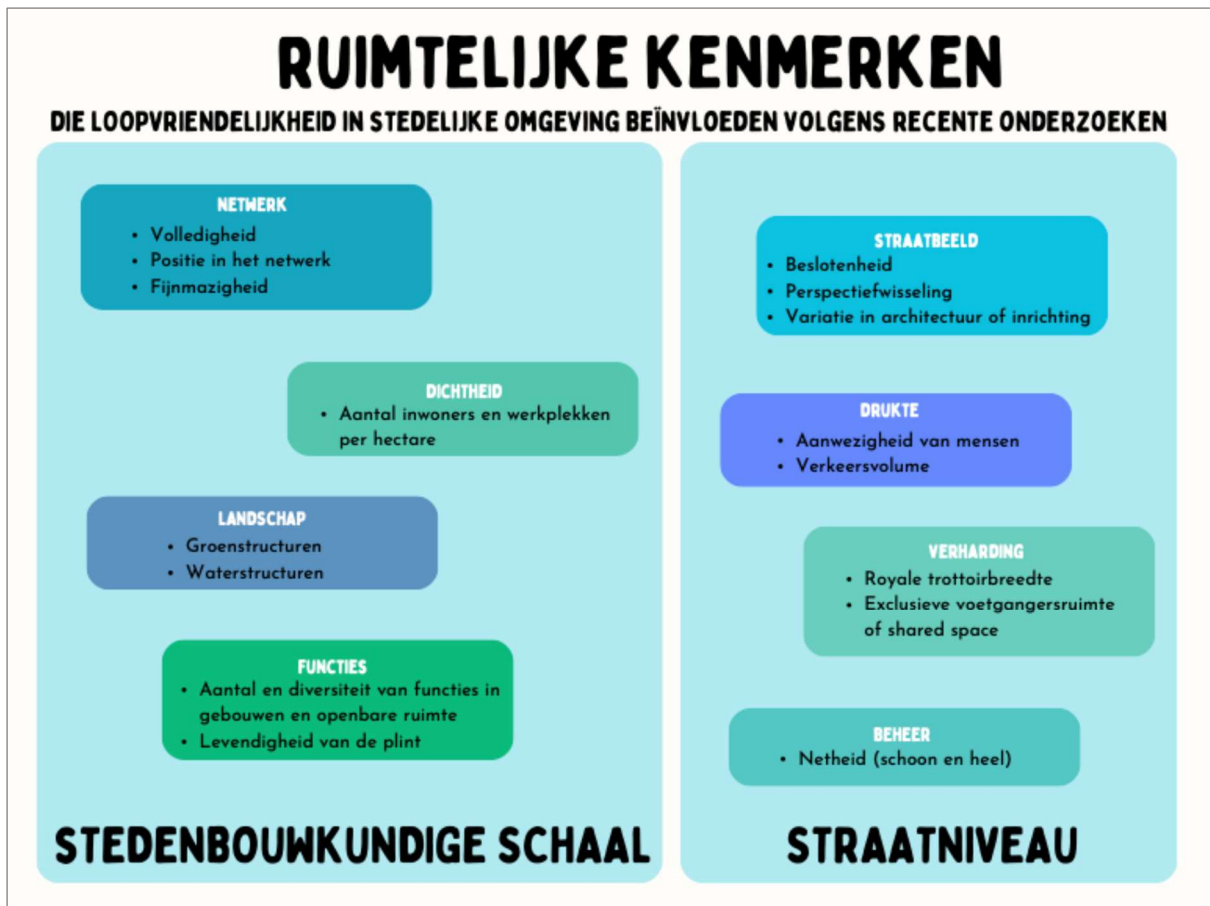 RUIMTELIJKE KENMERKEN
DIE LOOPVRIENDELIJKHEID IN STEDELIJKE OMGEVING BEÏNVLOEDEN VOLGENS RECENTE ONDERZOEKEN
NETWERK
• Volledigheid
• Positie in het netwerk
• Fijnmazigheid
DICHTHEID
• Aantal inwoners en werkplekken
per hectare
LANDSCHAP
• Groenstructuren
• Waterstructuren
FUNCTIES
• Aantal en diversiteit van functies in
gebouwen en openbare ruimte
• Levendigheid van de plint
STEDENBOUWKUNDIGE SCHAAL
STRAATBEELD
• Beslotenheid
• Perspectiefwisseling
• Variatie in architectuur of inrichting
DRUKTE
• Aanwezigheid van mensen
• Verkeersvolume
VERHARDING
• Royale trottoirbreedte
• Exclusieve voetgangersruimte
of shared space
BEHEER
• Netheid (schoon en heel)
STRAATNIVEAU